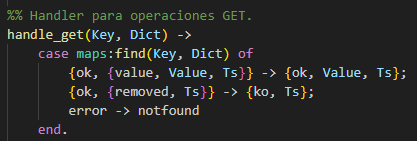 %% Handler para operaciones GET.
handle_get(Key, Dict) ->
    case maps:find(Key, Dict) of
        {ok, {value, Value, Ts}} -> {ok, Value, Ts};
        {ok, {removed, Ts}} -> {ko, Ts};
        error -> notfound
    end.